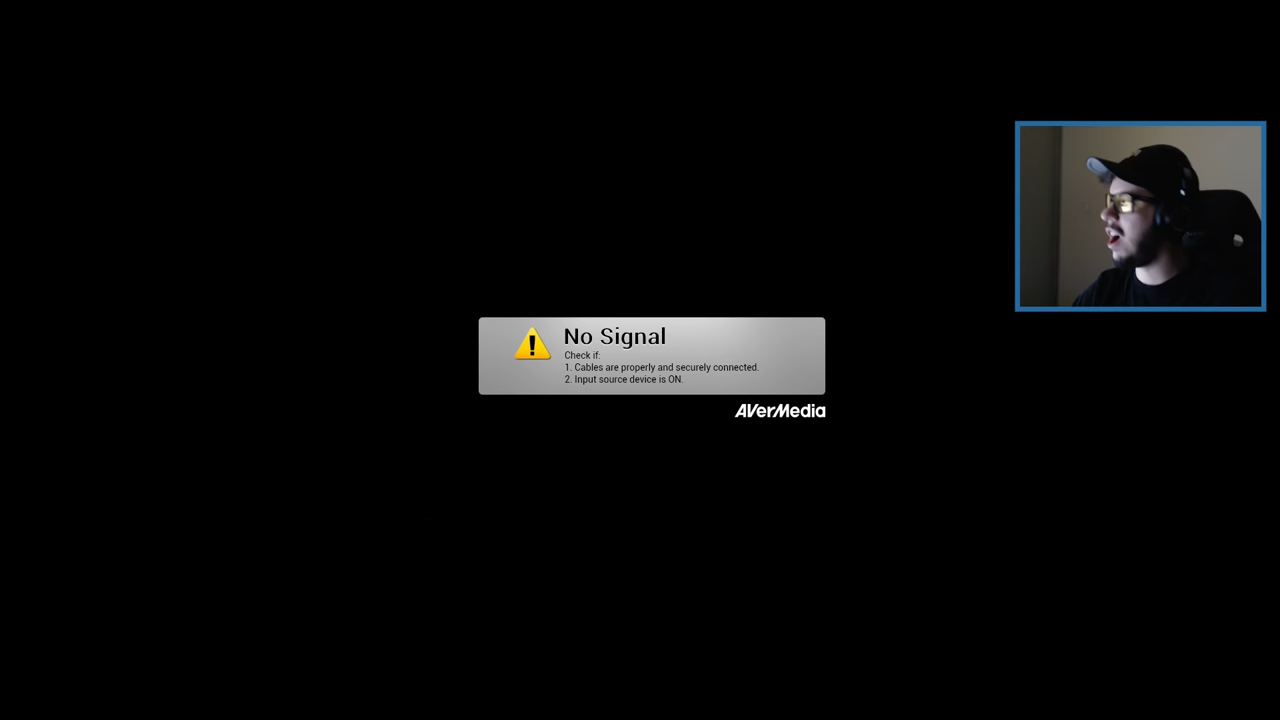 No Signal
Check if:
1. Cables are properly and securely connected.
2. Input source device is ON.
AVerMedia